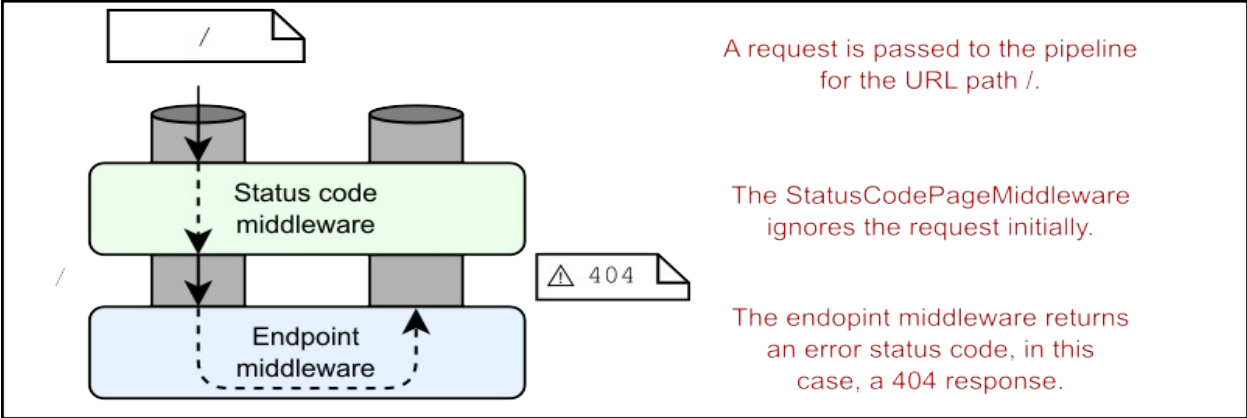 /
A request is passed to the pipeline
for the URL path /.
Status code
middleware
The StatusCodePageMiddleware
ignores the request initially.
/
⚠ 404
Endpoint
middleware
The endopint middleware returns
an error status code, in this
case, a 404 response.